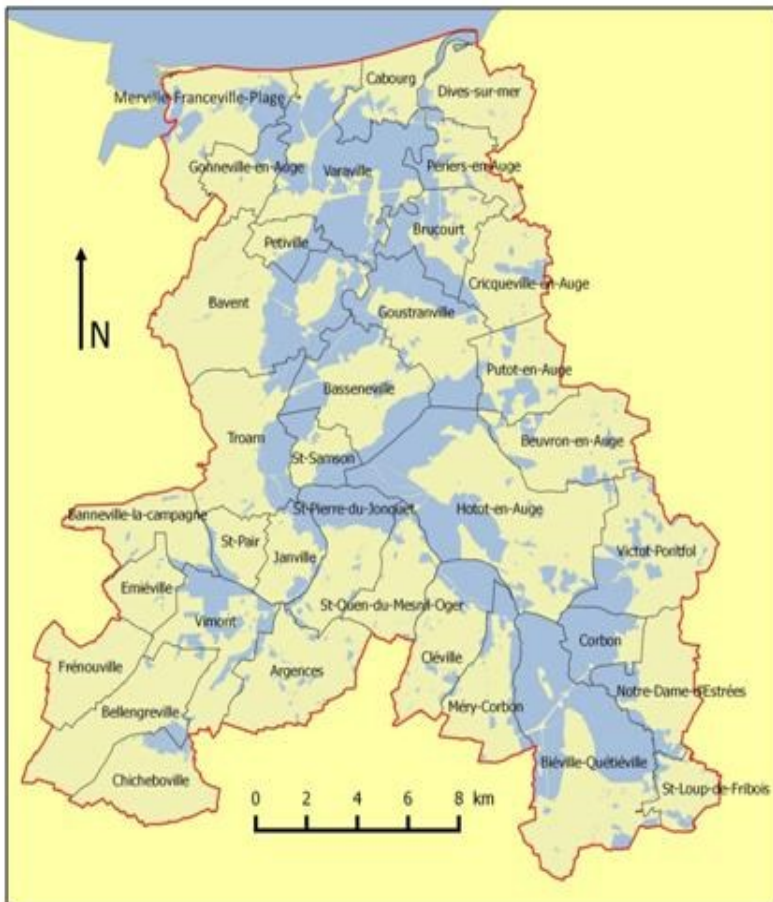 Cabourg
Dives-sur-mer
Merville-Franceville-Plage
Gonneville-en-Auge
Varaville
Periers-en-Auge
Petiville
Brucourt
Cricqueville-en-Auge
Bavent
Goustranville
N
Putot-en-Auge
Basseneville
Beuvron-en-Auge
Troarn
St-Samson
Banneville-la-campagne
St-Pierre-du-Jonquet
Hotot-en-Auge
St-Pair
Janville
Victot-Pontfol
Emiéville
St-Ouen-du-Mesnil-Oger
Vimont
Corbon
Frénouville
Argences
Cléville
Notre-Dame-d'Estrées
Bellengreville
Méry-Corbon
Biéville-Quétiéville
Chicheboville
St-Loup-de-Fribois
0 2 4 6 8 km